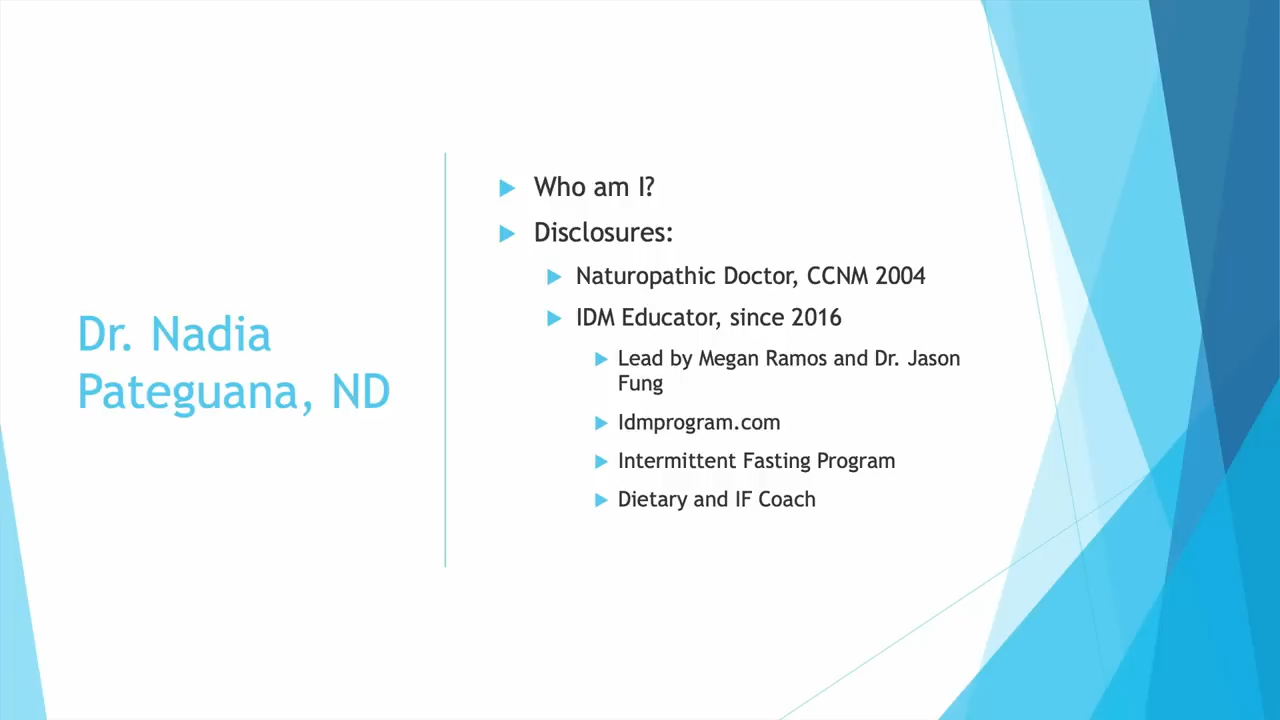 Dr. Nadia
Pateguana, ND
Who am I?
Disclosures:
Naturopathic Doctor, CCNM 2004
IDM Educator, since 2016
Lead by Megan Ramos and Dr. Jason
Fung
Idmprogram.com
Intermittent Fasting Program
Dietary and IF Coach